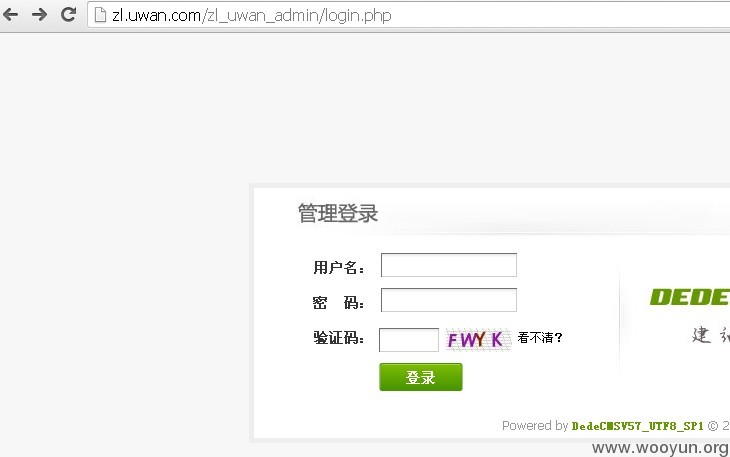 zl.uwan.com/zl_uwan_admin/login.php
管理登录
用户名：
密 码：
验证码： FWYK 看不清？
登录
DEDE
建
Powered by DedeCMSV57_UTF8_SP1 © 2
www.wooyun.org